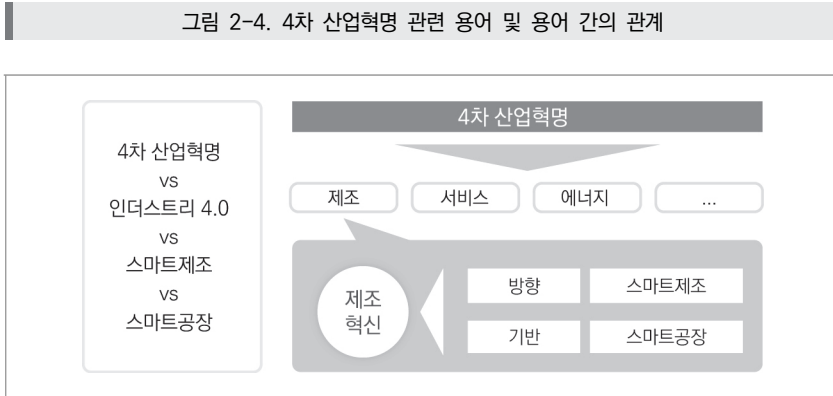 그림 2-4. 4차 산업혁명 관련 용어 및 용어 간의 관계
4차 산업혁명
vs
인더스트리 4.0
vs
스마트제조
vs
스마트공장
4차 산업혁명
제조
서비스
에너지
...
제조
혁신
방향
스마트제조
기반
스마트공장